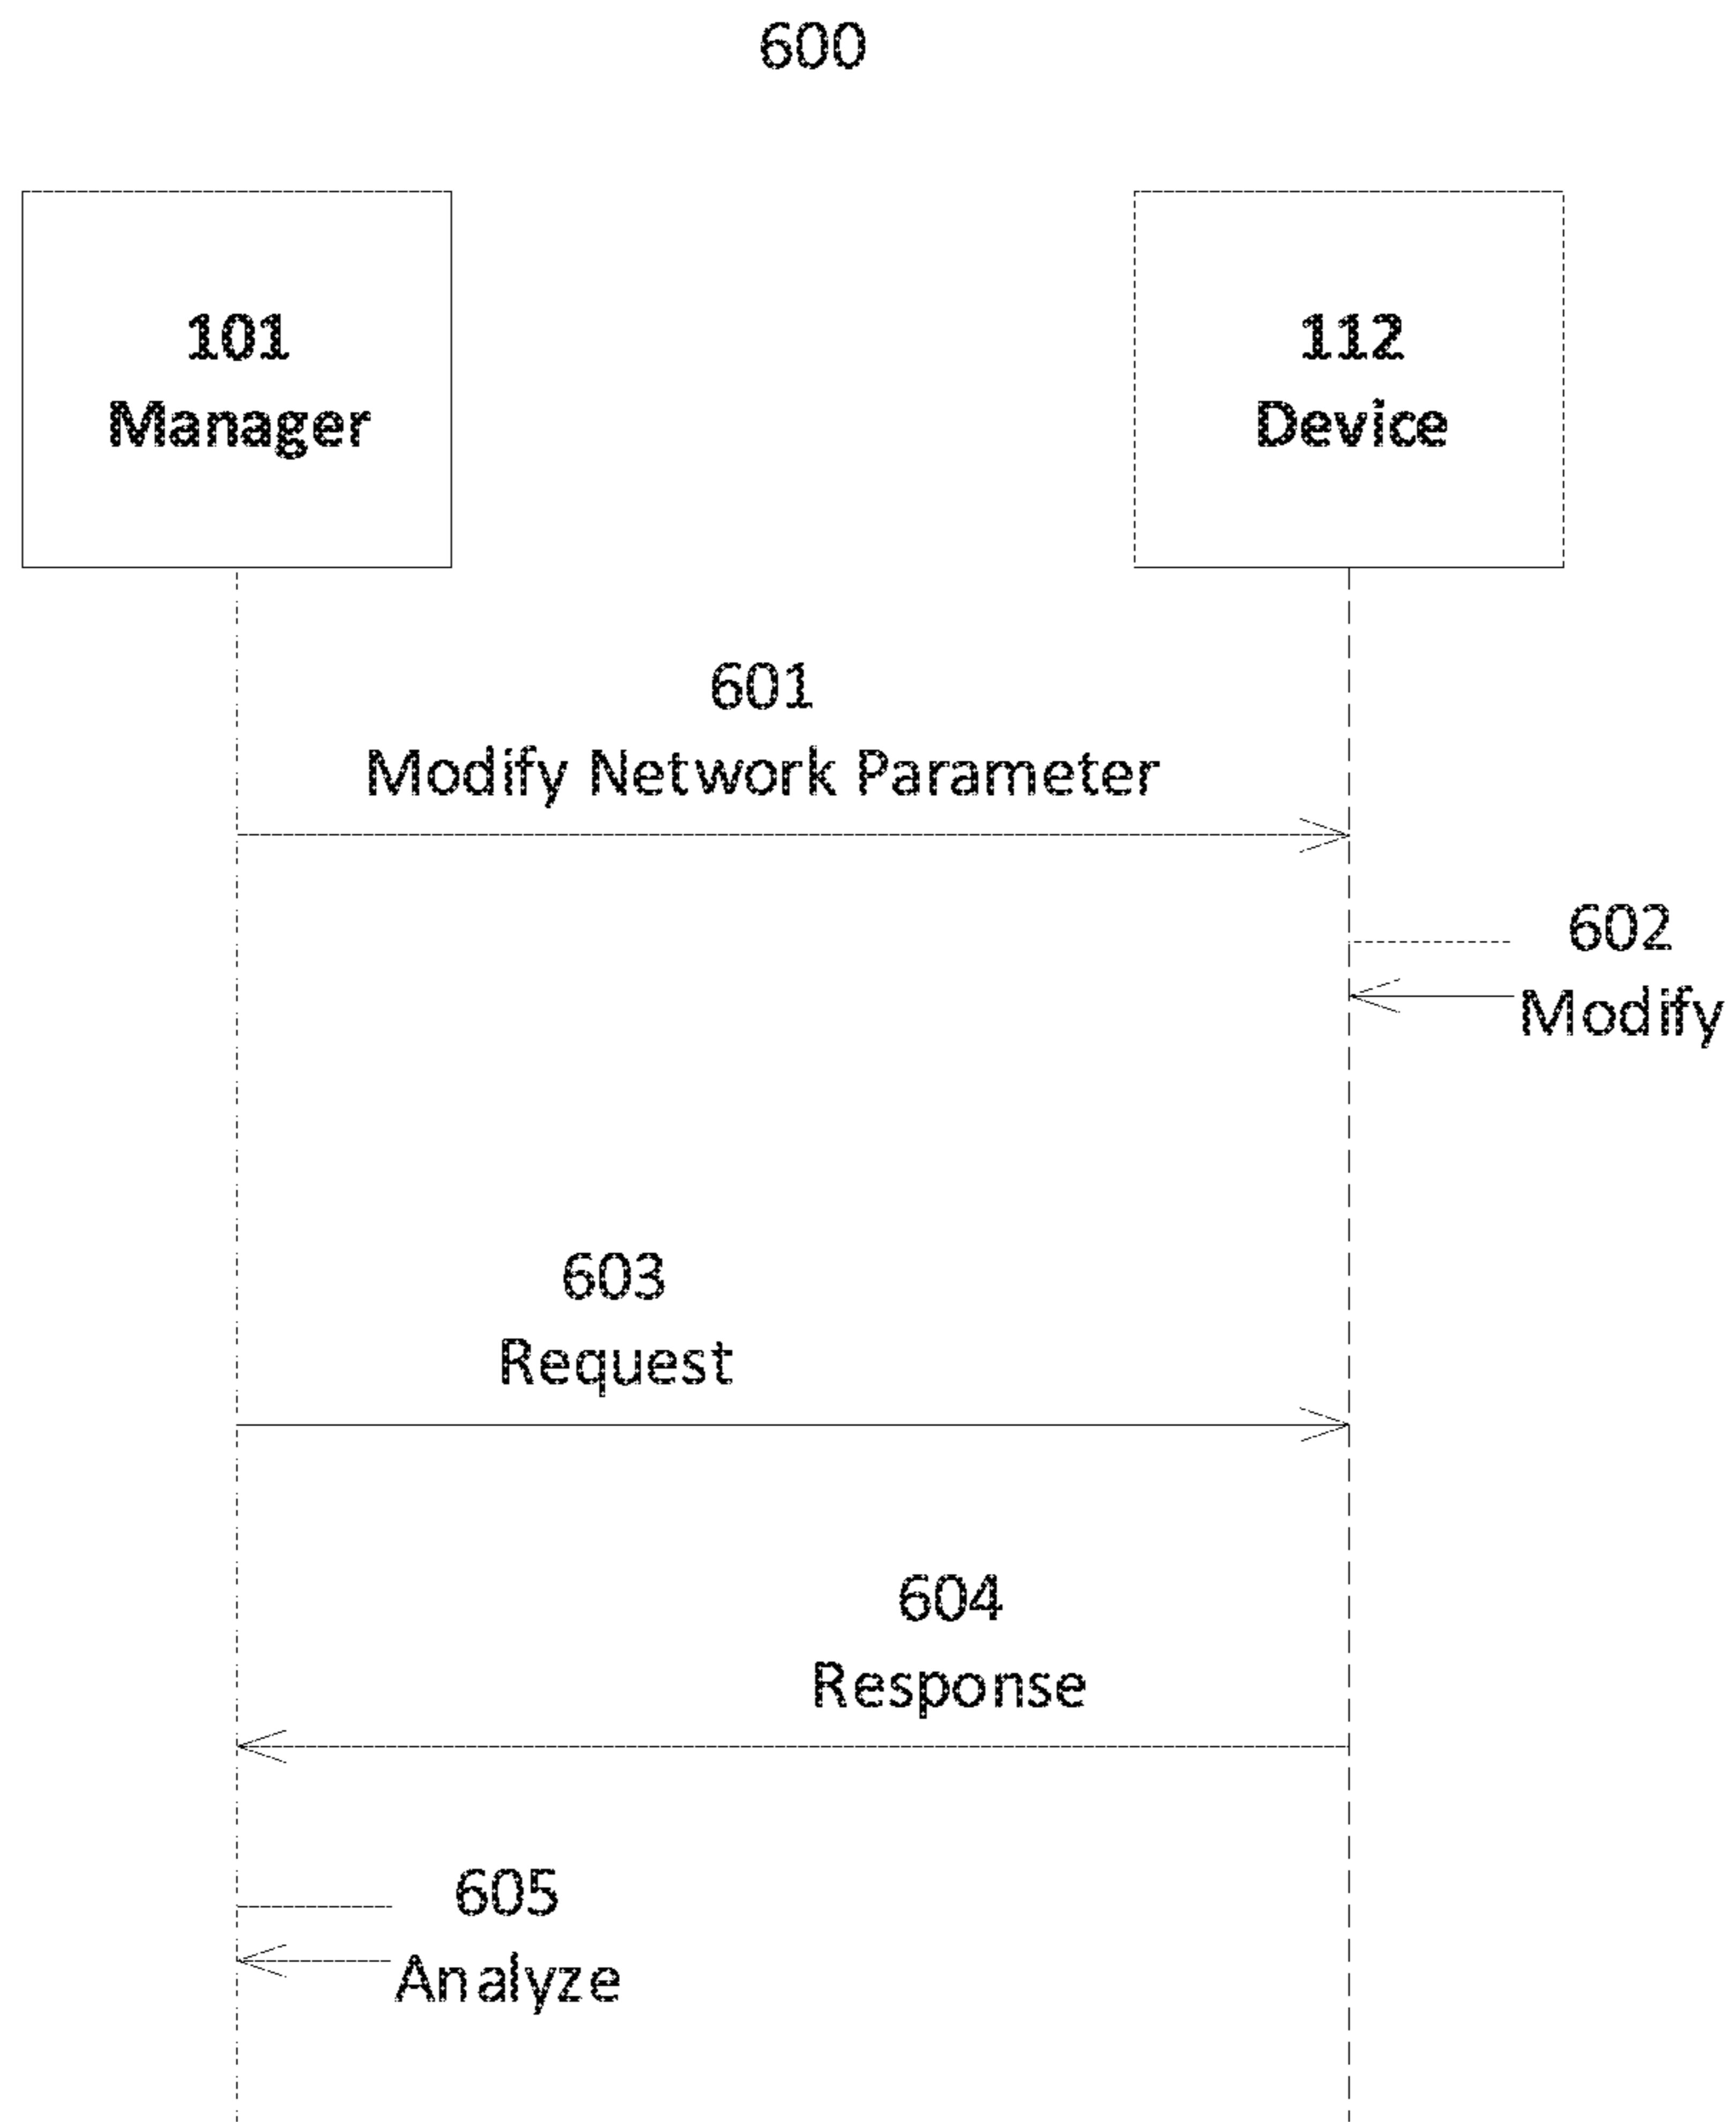 600
101
Manager
112
Device
601
Modify Network Parameter
602
Modify
603
Request
604
Response
605
Analyze